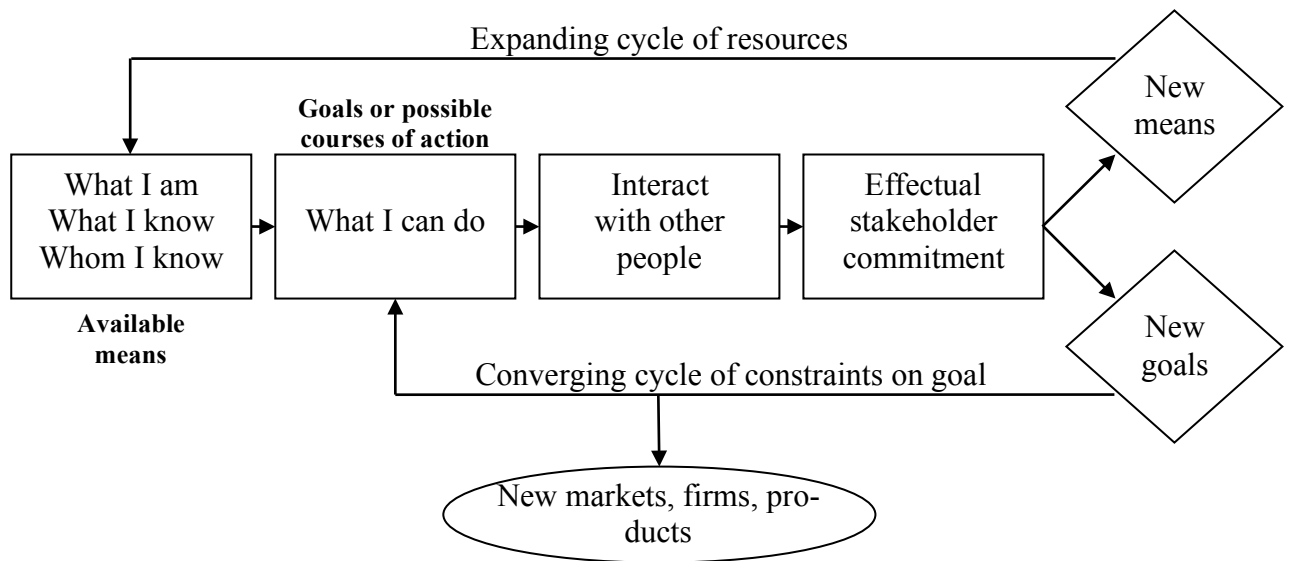 Expanding cycle of resources
New
means
Goals or possible
courses of action
What I am
What I know
Whom I know
What I can do
Interact
with other
people
Effectual
stakeholder
commitment
Available
means
New
goals
Converging cycle of constraints on goal
New markets, firms, pro-
ducts